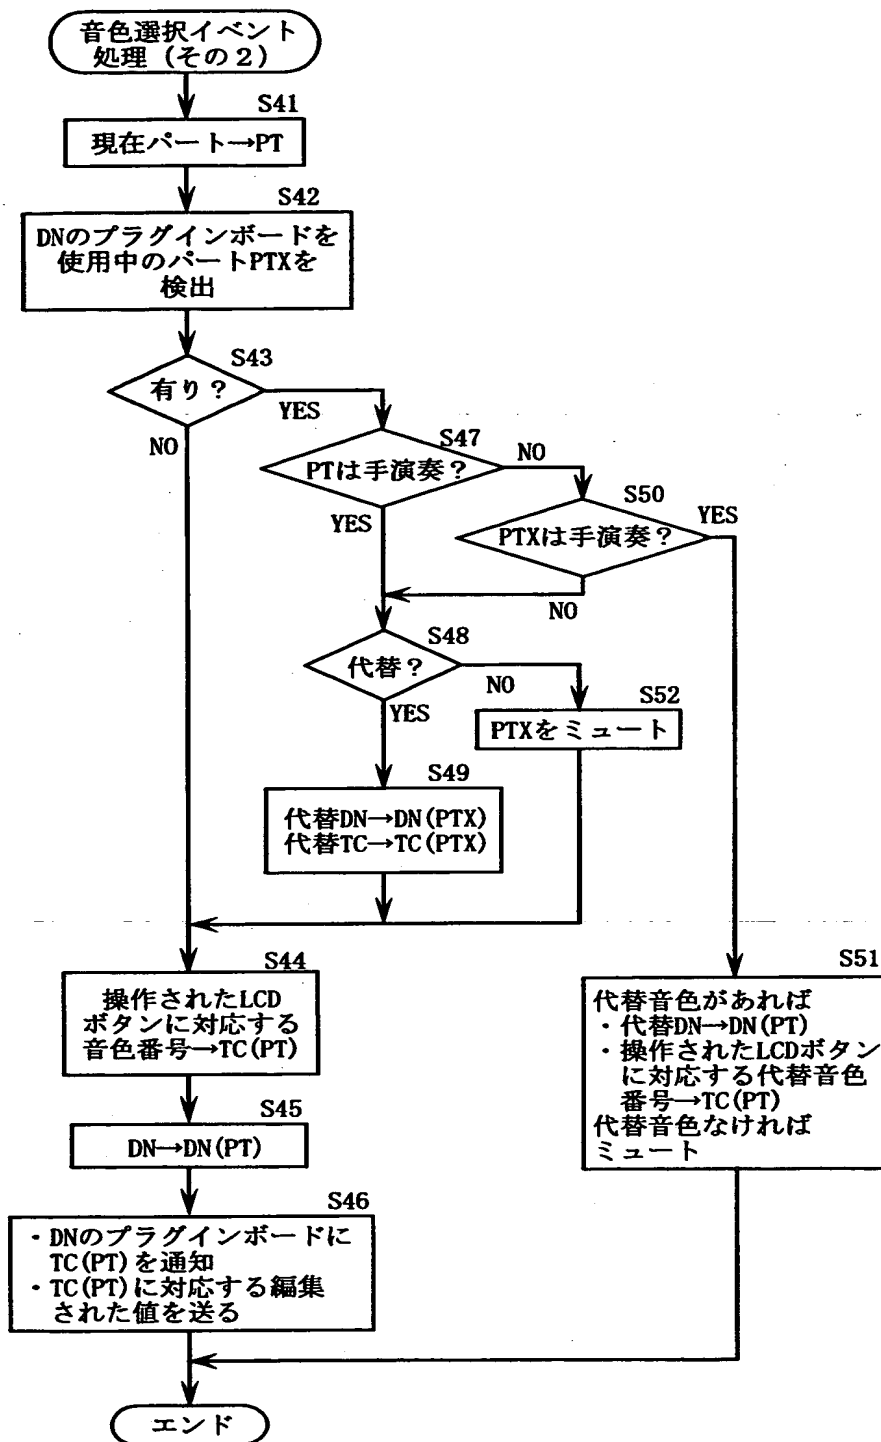 音色選択イベント
処理（その２）
S41
現在パート→PT
S42
DNのプラグインボードを
使用中のパートPTXを
検出
S43
有り？
YES
NO
S47
PTは手演奏？
NO
YES
S50
PTXは手演奏？
YES
NO
S48
代替？
NO
YES
S52
PTXをミュート
S49
代替DN→DN(PTX)
代替TC→TC(PTX)
S44
操作されたLCD
ボタンに対応する
音色番号→TC(PT)
S51
代替音色があれば
・代替DN→DN(PT)
・操作されたLCDボタン
に対応する代替音色
番号→TC(PT)
代替音色なければ
ミュート
S45
DN→DN(PT)
S46
・DNのプラグインボードに
TC(PT)を通知
・TC(PT)に対応する編集
された値を送る
エンド